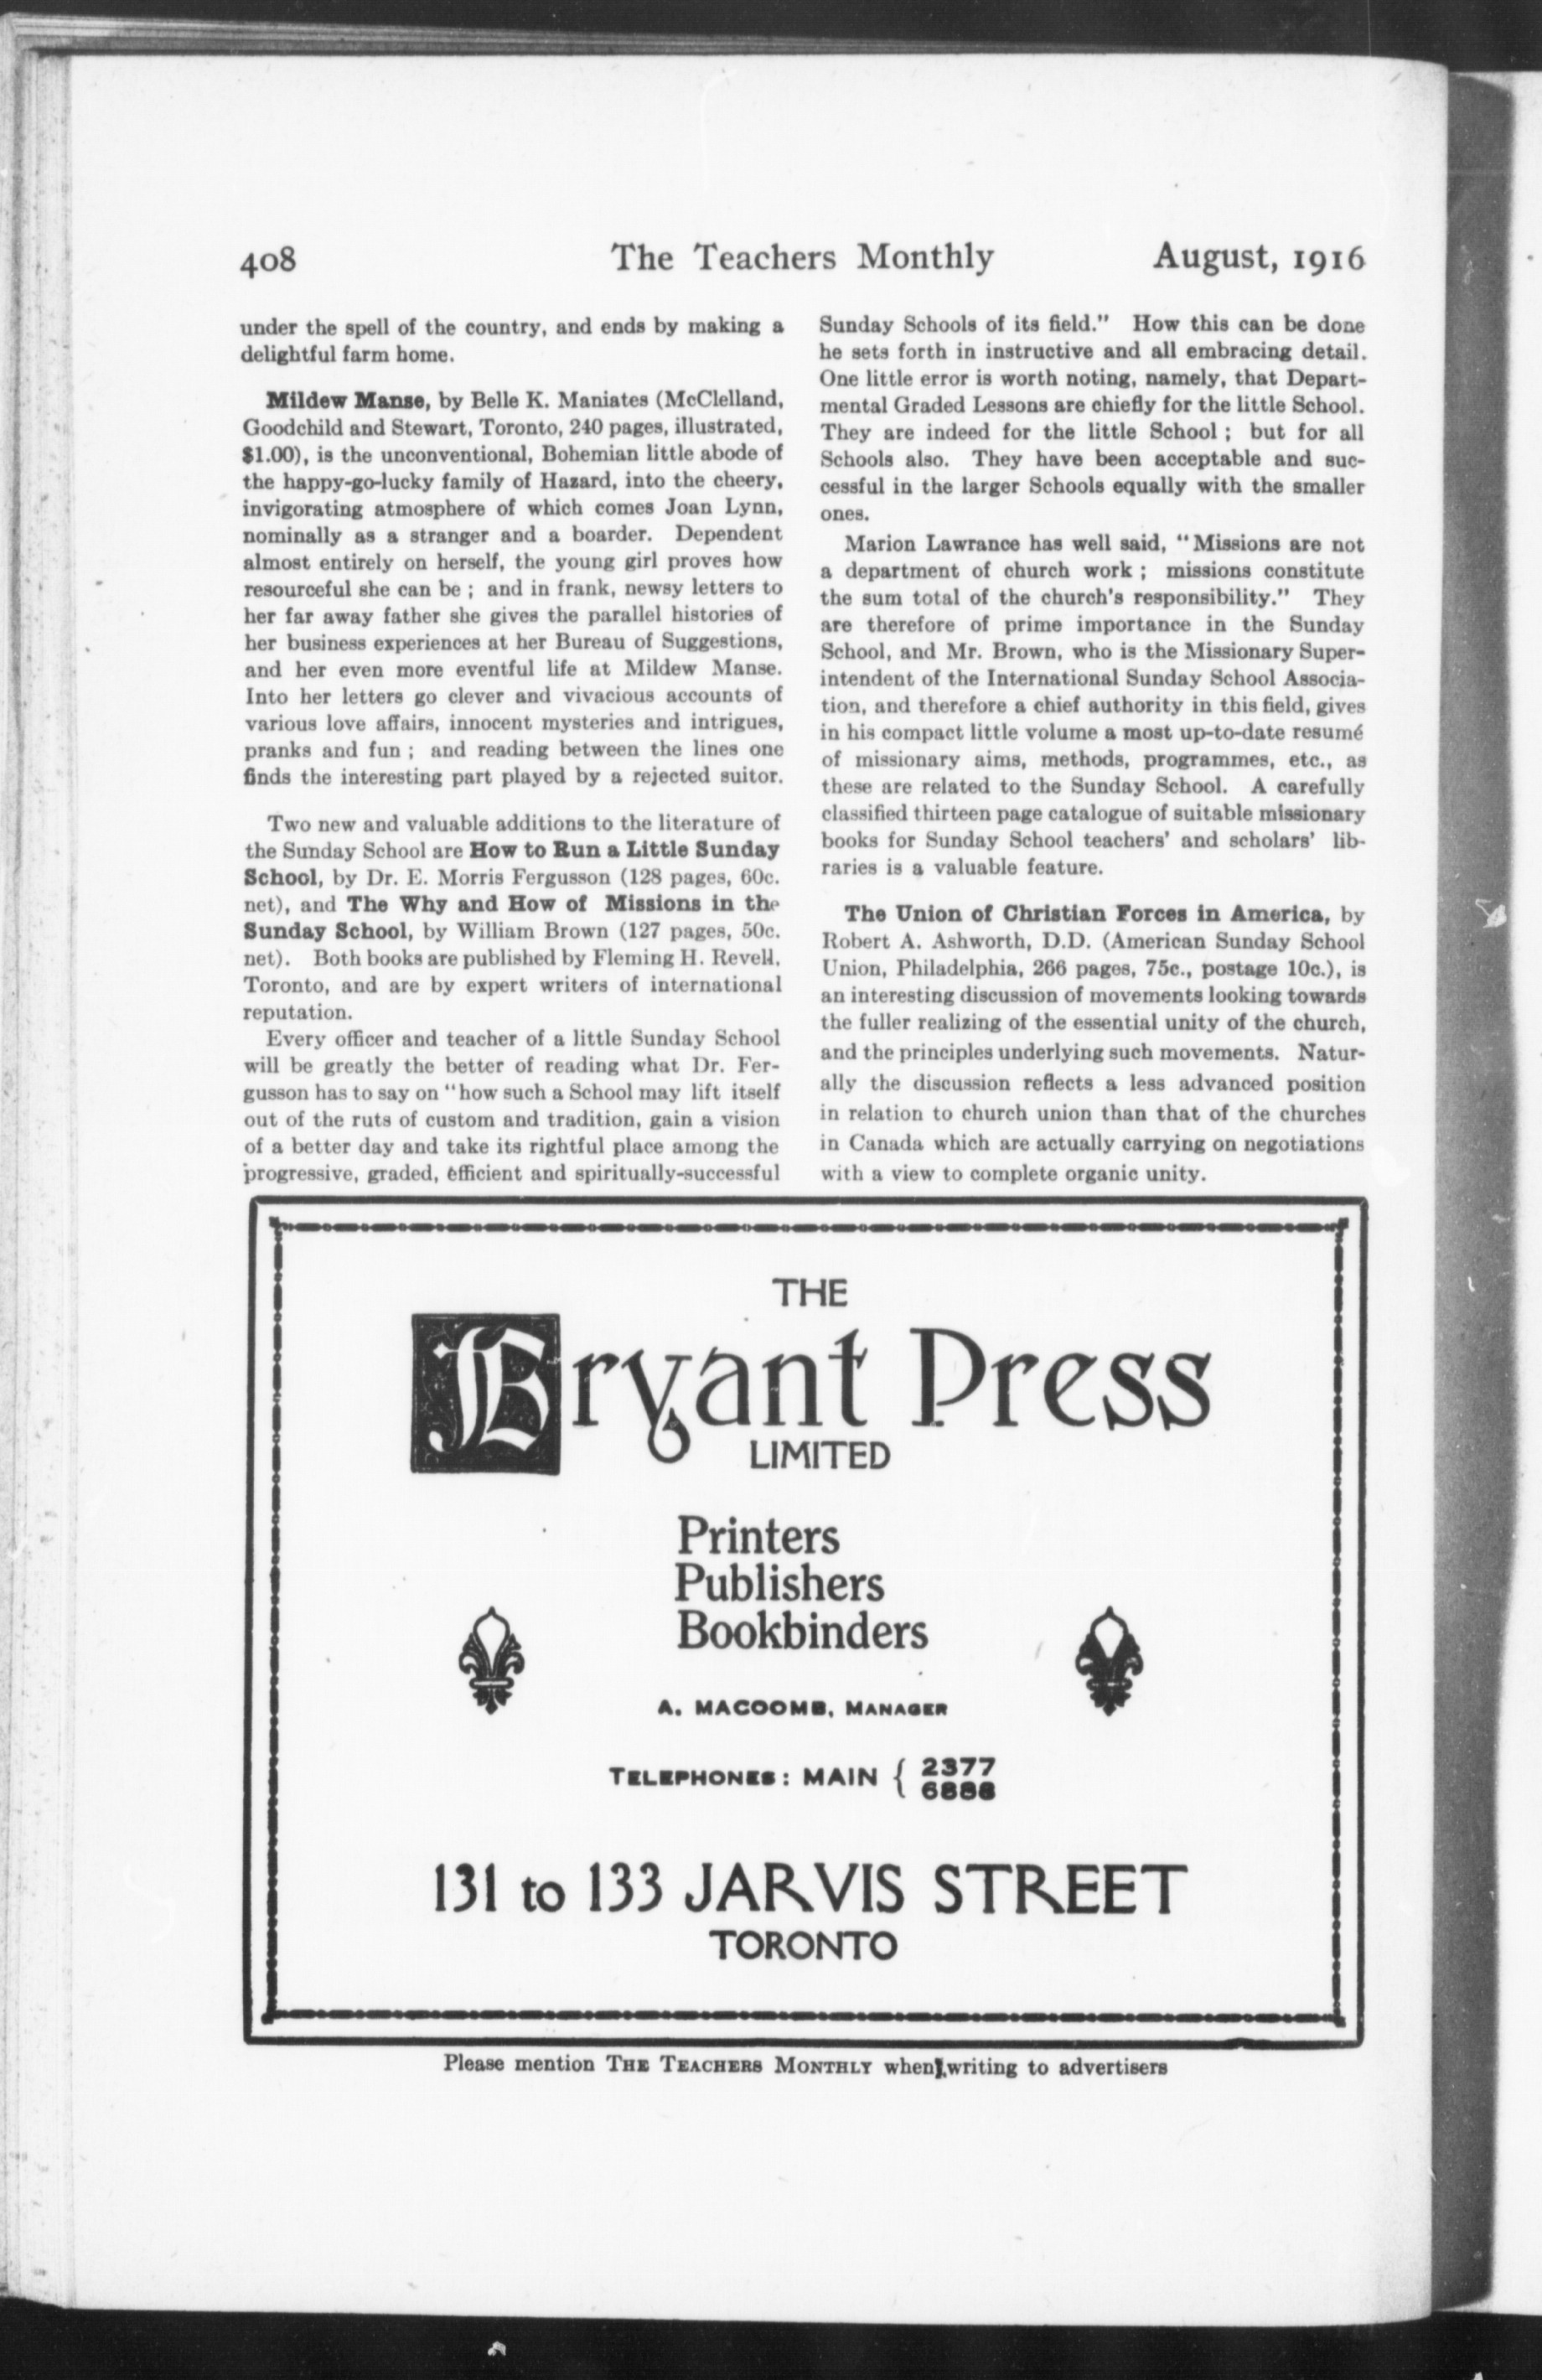 408 The Teachers Monthly August, 1916
under the spell of the country, and ends by making a
delightful farm home.
Mildew Manse, by Belle K. Maniates (McClelland,
Goodchild and Stewart, Toronto, 240 pages, illustrated,
$1.00), is the unconventional, Bohemian little abode of
the happy-go-lucky family of Hazard, into the cheery,
invigorating atmosphere of which comes Joan Lynn,
nominally as a stranger and a boarder. Dependent
almost entirely on herself, the young girl proves how
resourceful she can be ; and in frank, newsy letters to
her far away father she gives the parallel histories of
her business experiences at her Bureau of Suggestions,
and her even more eventful life at Mildew Manse.
Into her letters go clever and vivacious accounts of
various love affairs, innocent mysteries and intrigues,
pranks and fun ; and reading between the lines one
finds the interesting part played by a rejected suitor.
Two new and valuable additions to the literature of
the Sunday School are How to Run a Little Sunday
School, by Dr. E. Morris Fergusson (128 pages, 60c.
net), and The Why and How of Missions in the
Sunday School, by William Brown (127 pages, 50c.
net). Both books are published by Fleming H. Revell,
Toronto, and are by expert writers of international
reputation.
Every officer and teacher of a little Sunday School
will be greatly the better of reading what Dr. Fer-
gusson has to say on "how such a School may lift itself
out of the ruts of custom and tradition, gain a vision
of a better day and take its rightful place among the
progressive, graded, efficient and spiritually-successful
Sunday Schools of its field." How this can be done
he sets forth in instructive and all embracing detail.
One little error is worth noting, namely, that Depart-
mental Graded Lessons are chiefly for the little School.
They are indeed for the little School ; but for all
Schools also. They have been acceptable and suc-
cessful in the larger Schools equally with the smaller
ones.
Marion Lawrance has well said, "Missions are not
a department of church work ; missions constitute
the sum total of the church's responsibility." They
are therefore of prime importance in the Sunday
School, and Mr. Brown, who is the Missionary Super-
intendent of the International Sunday School Associa-
tion, and therefore a chief authority in this field, gives
in his compact little volume a most up-to-date resumé
of missionary aims, methods, programmes, etc., as
these are related to the Sunday School. A carefully
classified thirteen page catalogue of suitable missionary
books for Sunday School teachers' and scholars' lib-
raries is a valuable feature.
The Union of Christian Forces in America, by
Robert A. Ashworth, D.D. (American Sunday School
Union, Philadelphia, 266 pages, 75c., postage 10c.), is
an interesting discussion of movements looking towards
the fuller realizing of the essential unity of the church,
and the principles underlying such movements. Natur-
ally the discussion reflects a less advanced position
in relation to church union than that of the churches
in Canada which are actually carrying on negotiations
with a view to complete organic unity.
THE
Bryant Press
LIMITED
Printers
Publishers
Bookbinders
A. MACOOMB, MANAGER
TELEPHONES: MAIN { 2377
6888
131 to 133 JARVIS STREET
TORONTO
Please mention THE TEACHERS MONTHLY when writing to advertisers